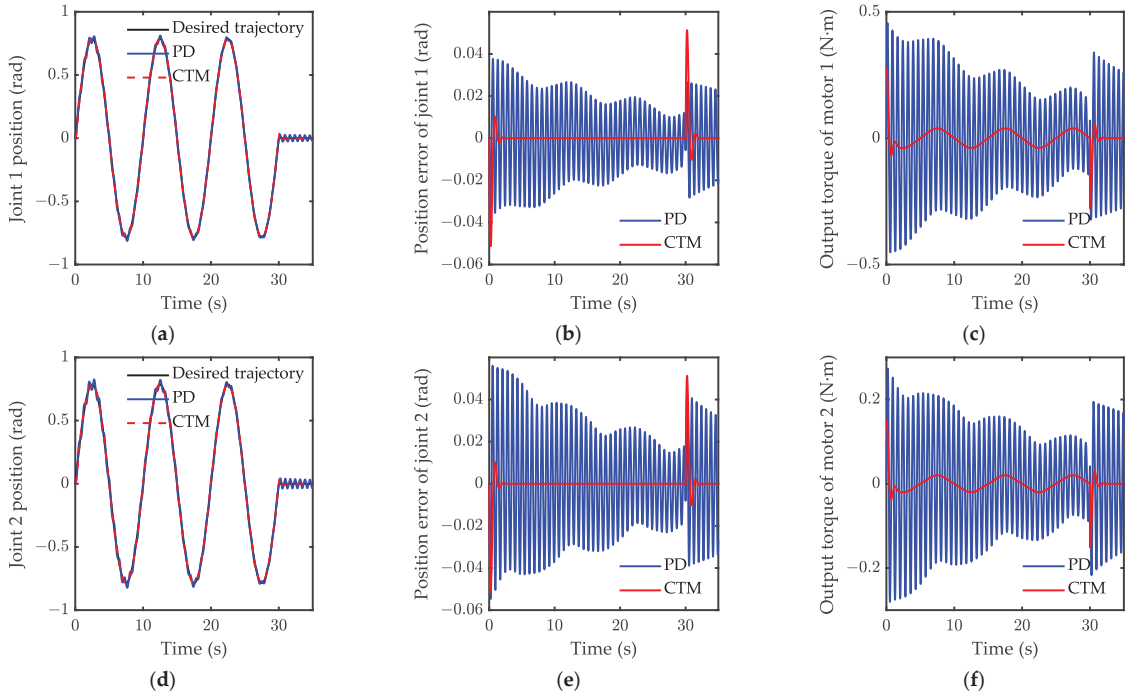 Joint 1 position (rad)
1
0.5
0
−0.5
−1
Desired trajectory
PD
CTM
0
10
20
30
Time (s)
(a)
Position error of joint 1 (rad)
0.04
0.02
0
−0.02
−0.04
−0.06
PD
CTM
0
10
20
30
Time (s)
(b)
Output torque of motor 1 (N·m)
0.5
0
−0.5
PD
CTM
0
10
20
30
Time (s)
(c)
Joint 2 position (rad)
1
0.5
0
−0.5
−1
Desired trajectory
PD
CTM
0
10
20
30
Time (s)
(d)
Position error of joint 2 (rad)
0.06
0.04
0.02
0
−0.02
−0.04
−0.06
PD
CTM
0
10
20
30
Time (s)
(e)
Output torque of motor 2 (N·m)
0.2
0
−0.2
PD
CTM
0
10
20
30
Time (s)
(f)